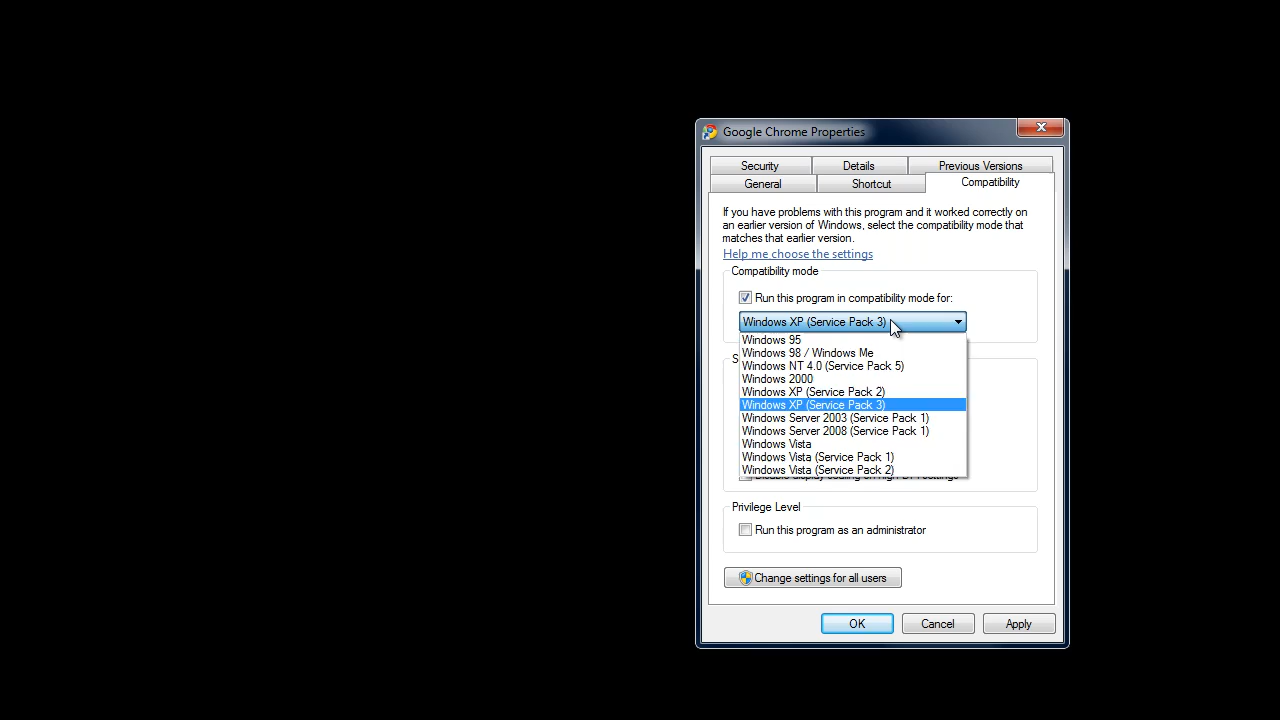 Google Chrome Properties
Security Details Previous Versions
General Shortcut Compatibility
If you have problems with this program and it worked correctly on
an earlier version of Windows, select the compatibility mode that
matches that earlier version.
Help me choose the settings
Compatibility mode
Run this program in compatibility mode for:
Windows XP (Service Pack 3)
Windows 95
Windows 98 / Windows Me
Windows NT 4.0 (Service Pack 5)
Windows 2000
Windows XP (Service Pack 2)
Windows XP (Service Pack 3)
Windows Server 2003 (Service Pack 1)
Windows Server 2008 (Service Pack 1)
Windows Vista
Windows Vista (Service Pack 1)
Windows Vista (Service Pack 2)
Privilege Level
Run this program as an administrator
Change settings for all users
OK Cancel Apply